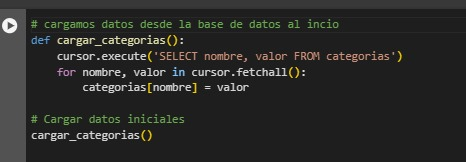 # cargamos datos desde la base de datos al incio
def cargar_categorias():
    cursor.execute('SELECT nombre, valor FROM categorias')
    for nombre, valor in cursor.fetchall():
        categorias[nombre] = valor

# Cargar datos iniciales
cargar_categorias()